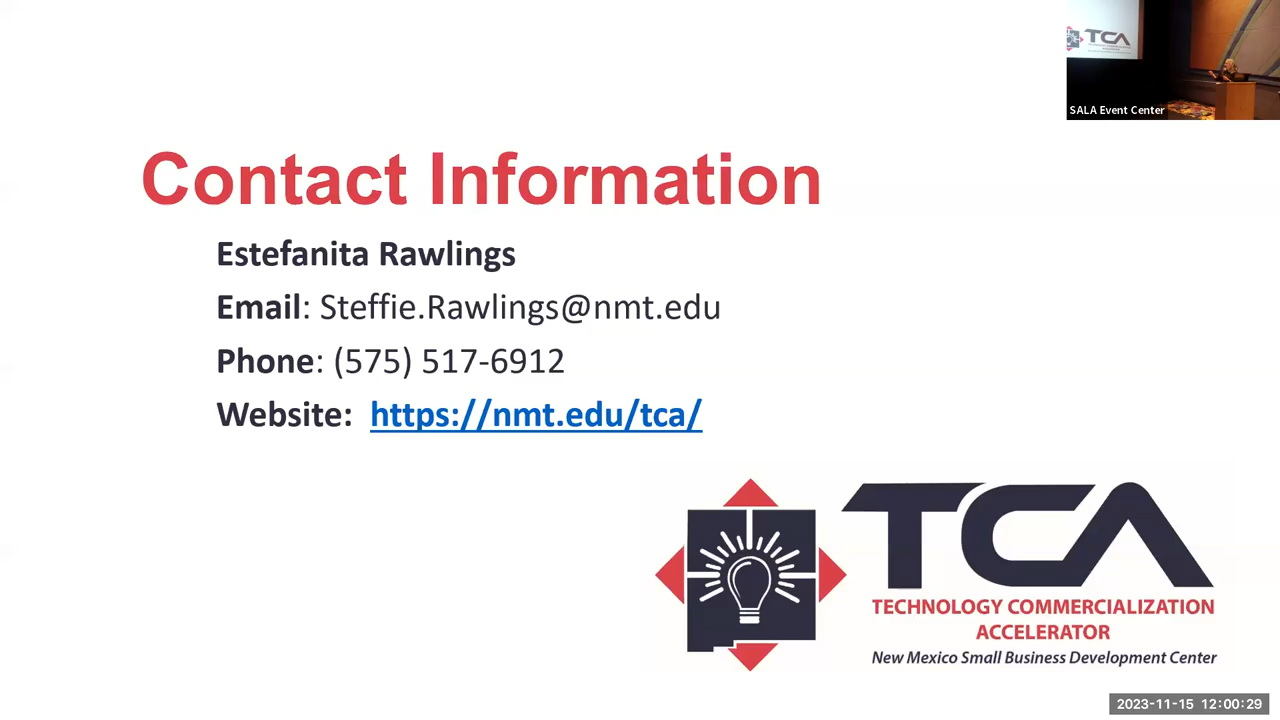 TCA
SALA Event Center
Contact Information
Estefanita Rawlings
Email: Steffie.Rawlings@nmt.edu
Phone: (575) 517-6912
Website: https://nmt.edu/tca/
TCA
TECHNOLOGY COMMERCIALIZATION
ACCELERATOR
New Mexico Small Business Development Center
2023-11-15 12:00:29